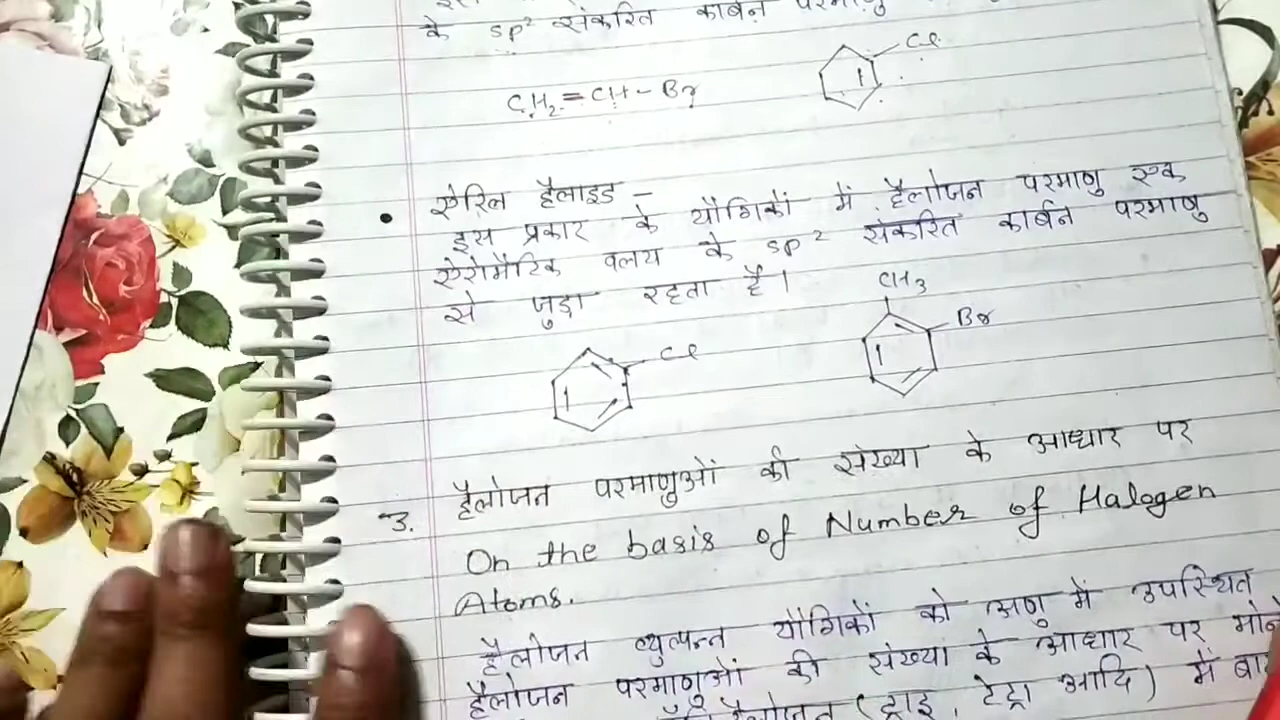 के sp² संकरित कार्बन परमाणु
CH₂=CH-Br
Cl
• ऐरिल हैलाइड –
इस प्रकार के यौगिकों में हैलोजन परमाणु एक
ऐरोमैटिक वलय के sp² संकरित कार्बन परमाणु
से जुड़ा रहता है।
Cl
CH₃
Br
3. हैलोजन परमाणुओं की संख्या के आधार पर
On the basis of Number of Halogen
Atoms.
हैलोजन व्युत्पन्न यौगिकों को अणु में उपस्थित
हैलोजन परमाणुओं की संख्या के आधार पर
हैलोजन (ट्राइ, टेट्रा आदि) में